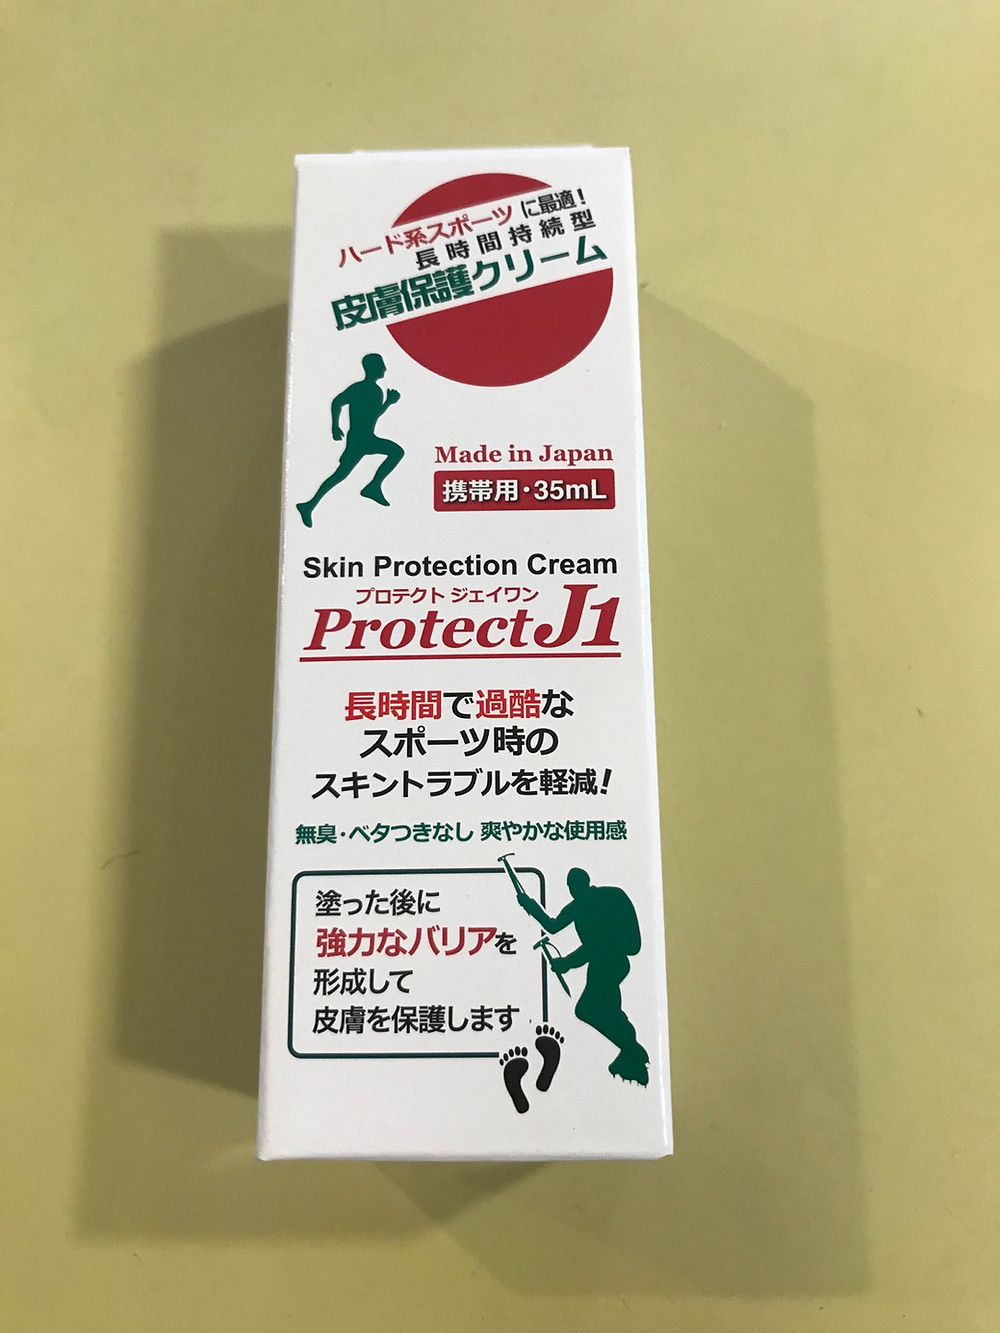 ハード系スポーツに最適！
長時間持続型
皮膚保護クリーム
Made in Japan
携帯用・35mL
Skin Protection Cream
プロテクト ジェイワン
Protect J1
長時間で過酷な
スポーツ時の
スキントラブルを軽減！
無臭・ベタつきなし 爽やかな使用感
塗った後に
強力なバリアを
形成して
皮膚を保護します